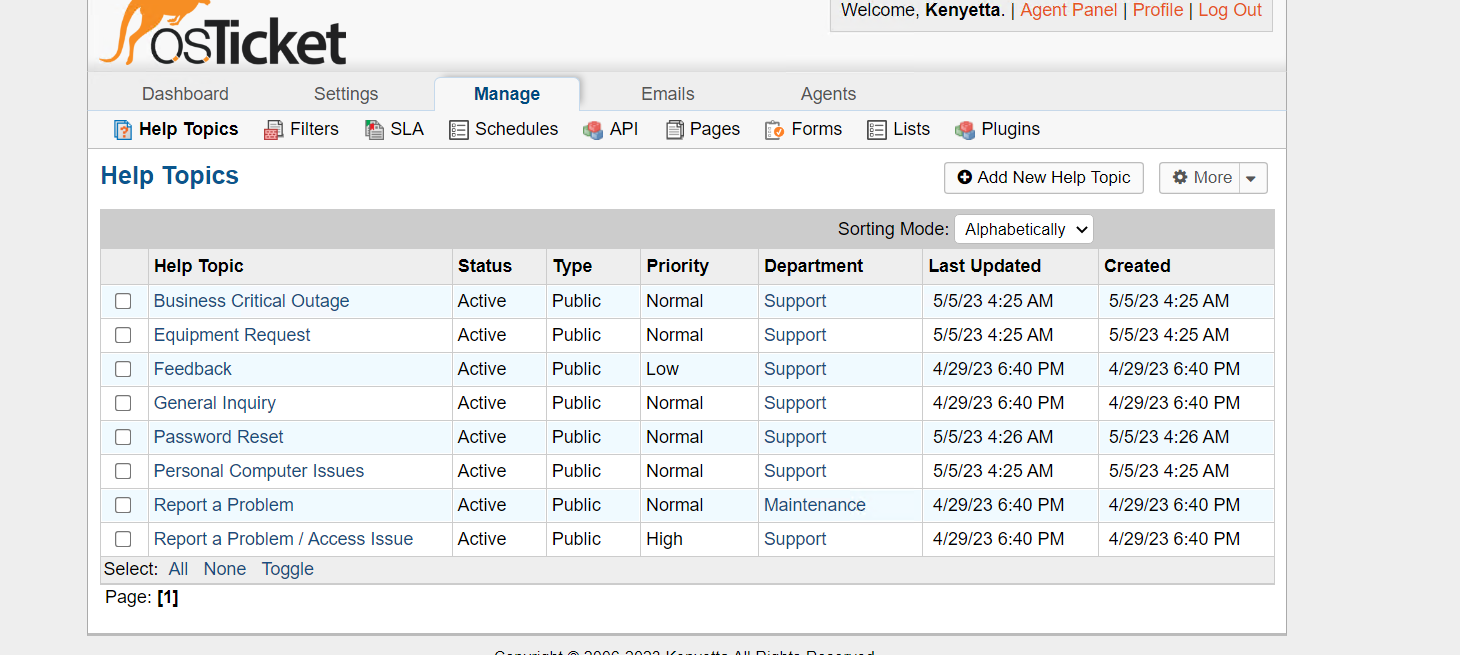 Welcome, Kenyetta. | Agent Panel | Profile | Log Out
osTicket
Dashboard Settings Manage Emails Agents
Help Topics Filters SLA Schedules API Pages Forms Lists Plugins
Help Topics Add New Help Topic More
Sorting Mode: Alphabetically
Help Topic Status Type Priority Department Last Updated Created
Business Critical Outage Active Public Normal Support 5/5/23 4:25 AM 5/5/23 4:25 AM
Equipment Request Active Public Normal Support 5/5/23 4:25 AM 5/5/23 4:25 AM
Feedback Active Public Low Support 4/29/23 6:40 PM 4/29/23 6:40 PM
General Inquiry Active Public Normal Support 4/29/23 6:40 PM 4/29/23 6:40 PM
Password Reset Active Public Normal Support 5/5/23 4:26 AM 5/5/23 4:26 AM
Personal Computer Issues Active Public Normal Support 5/5/23 4:25 AM 5/5/23 4:25 AM
Report a Problem Active Public Normal Maintenance 4/29/23 6:40 PM 4/29/23 6:40 PM
Report a Problem / Access Issue Active Public High Support 4/29/23 6:40 PM 4/29/23 6:40 PM
Select: All None Toggle
Page: [1]
Copyright © 2006-2023 Kenyetta All Rights Reserved.